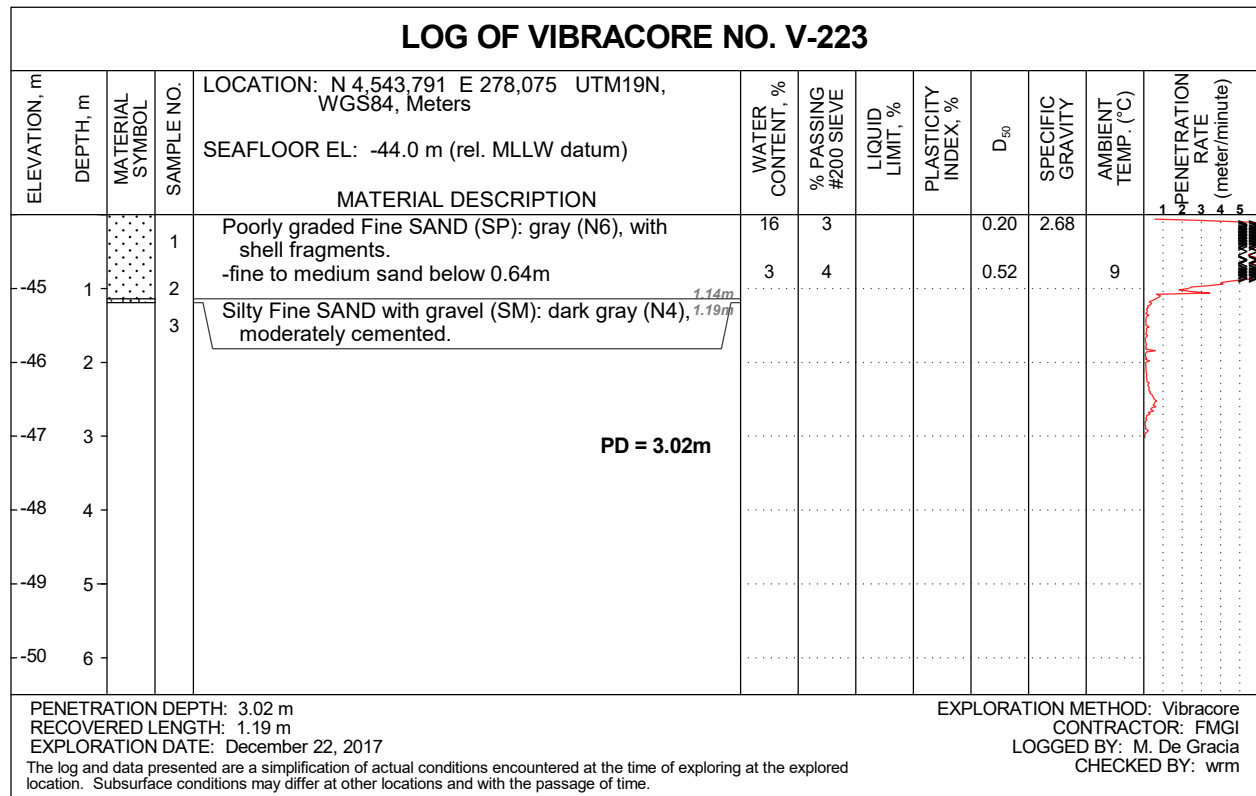 LOG OF VIBRACORE NO. V-223
ELEVATION, m
DEPTH, m
MATERIAL
SYMBOL
SAMPLE NO.
LOCATION: N 4,543,791 E 278,075 UTM19N,
WGS84, Meters
SEAFLOOR EL: -44.0 m (rel. MLLW datum)
MATERIAL DESCRIPTION
WATER
CONTENT, %
% PASSING
#200 SIEVE
LIQUID
LIMIT, %
PLASTICITY
INDEX, %
D50
SPECIFIC
GRAVITY
AMBIENT
TEMP. (°C)
PENETRATION
RATE
(meter/minute)
1 2 3 4 5
1 Poorly graded Fine SAND (SP): gray (N6), with 16 3 0.20 2.68
shell fragments.
-fine to medium sand below 0.64m 3 4 0.52 9
-45 1 2
1.14m
Silty Fine SAND with gravel (SM): dark gray (N4), 1.19m
3 moderately cemented.
-46 2
-47 3
PD = 3.02m
-48 4
-49 5
-50 6
PENETRATION DEPTH: 3.02 m
RECOVERED LENGTH: 1.19 m
EXPLORATION DATE: December 22, 2017
The log and data presented are a simplification of actual conditions encountered at the time of exploring at the explored
location. Subsurface conditions may differ at other locations and with the passage of time.
EXPLORATION METHOD: Vibracore
CONTRACTOR: FMGI
LOGGED BY: M. De Gracia
CHECKED BY: wrm